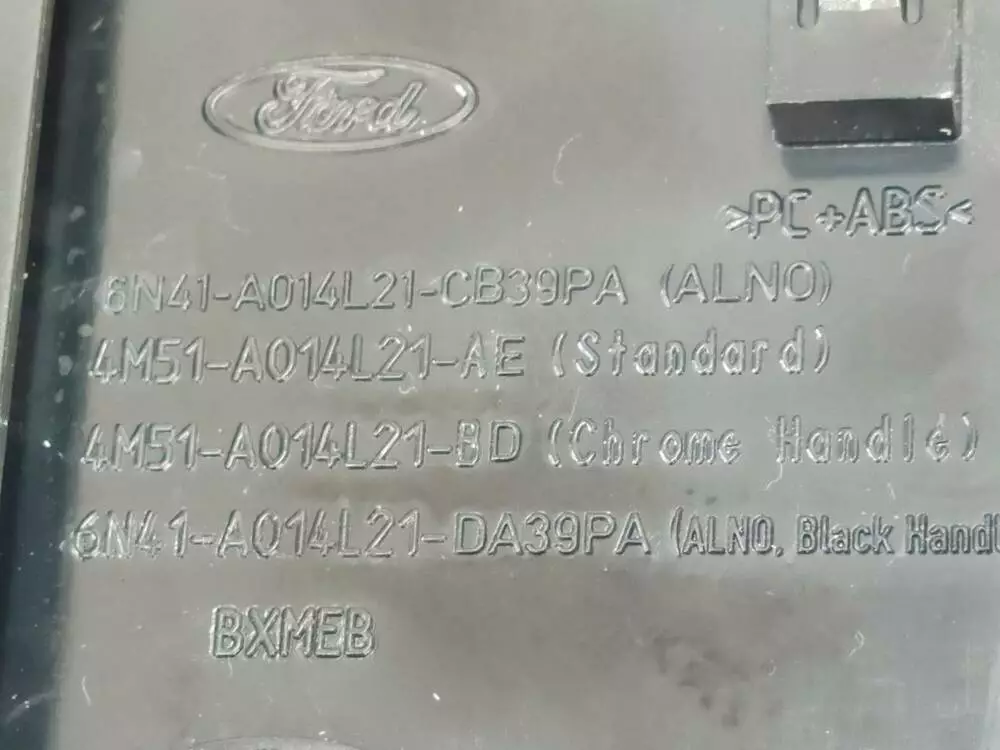 Ford
>PC+ABS<
6N41-A014L21-CB39PA (ALNO)
4M51-A014L21-AE (Standard)
4M51-A014L21-BD (Chrome Handle)
6N41-A014L21-DA39PA (ALNO, Black Handl
BXMEB